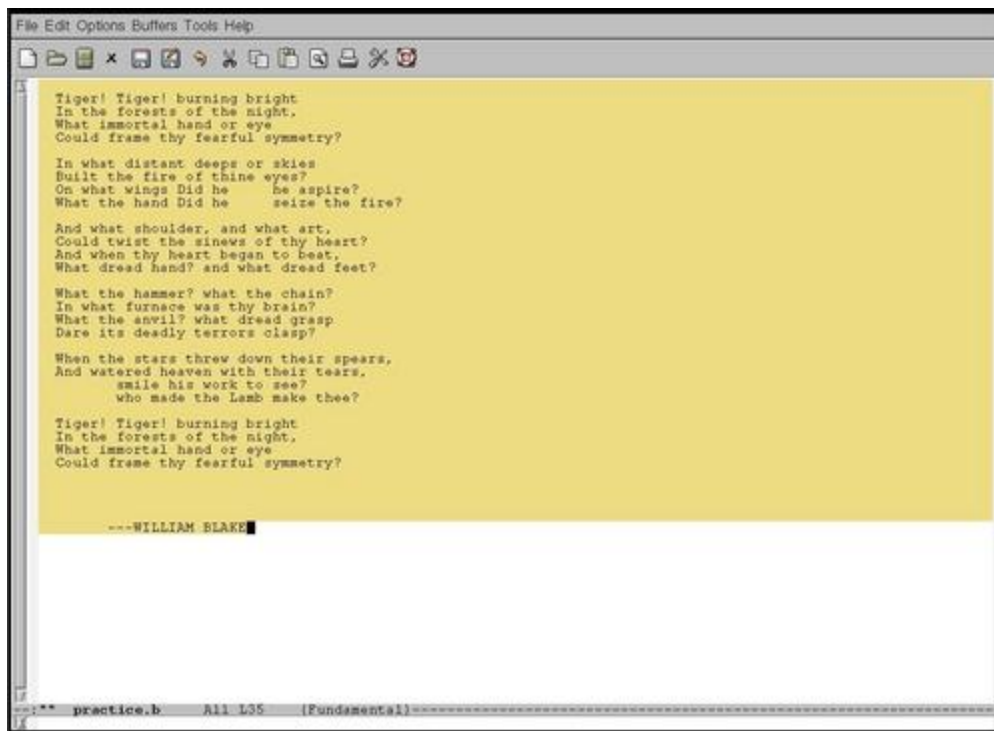 File Edit Options Buffers Tools Help
Tiger! Tiger! burning bright
In the forests of the night,
What immortal hand or eye
Could frame thy fearful symmetry?
In what distant deeps or skies
Built the fire of thine eyes?
On what wings Did he he aspire?
What the hand Did he seize the fire?
And what shoulder, and what art,
Could twist the sinews of thy heart?
And when thy heart began to beat,
What dread hand? and what dread feet?
What the hammer? what the chain?
In what furnace was thy brain?
What the anvil? what dread grasp
Dare its deadly terrors clasp?
When the stars threw down their spears,
And watered heaven with their tears,
smile his work to see?
who made the Lamb make thee?
Tiger! Tiger! burning bright
In the forests of the night,
What immortal hand or eye
Could frame thy fearful symmetry?
---WILLIAM BLAKE
--:** practice.b All L35 (Fundamental)--------------------------------------------------------